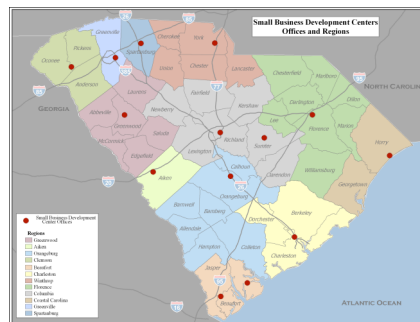 Small Business Development Centers
Offices and Regions
Greenville
Spartanburg
Cherokee
York
Pickens
Oconee
Anderson
Union
Chester
Lancaster
Chesterfield
Marlboro
NORTH CAROLINA
GEORGIA
Laurens
Abbeville
Greenwood
Newberry
Fairfield
Kershaw
Darlington
Dillon
Lee
Florence
Marion
Horry
McCormick
Saluda
Edgefield
Lexington
Richland
Sumter
Aiken
Calhoun
Clarendon
Williamsburg
Georgetown
Orangeburg
Barnwell
Bamberg
Dorchester
Berkeley
Allendale
Hampton
Colleton
Charleston
Jasper
Beaufort
ATLANTIC OCEAN
Small Business Development
Center Offices
Regions
Greenwood
Aiken
Orangeburg
Clemson
Beaufort
Charleston
Winthrop
Florence
Columbia
Coastal Carolina
Greenville
Spartanburg